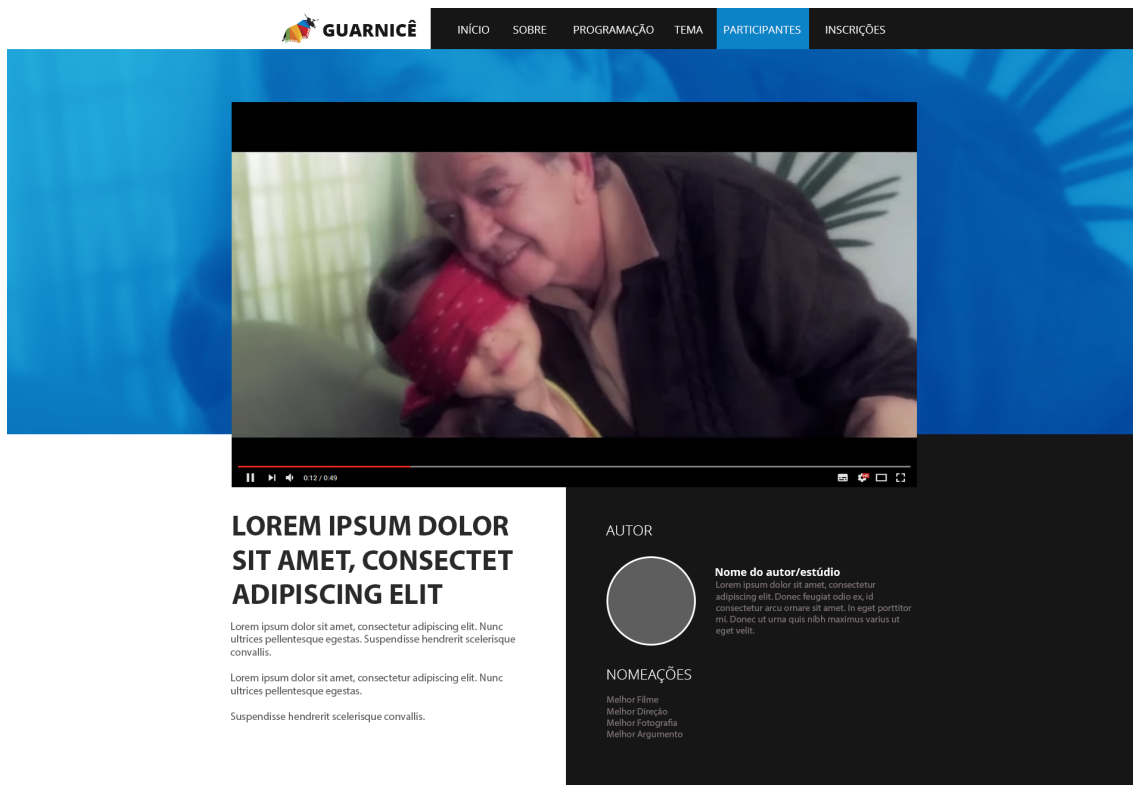 GUARNICÊ
INÍCIO SOBRE PROGRAMAÇÃO TEMA PARTICIPANTES INSCRIÇÕES
0:12 / 0:49
LOREM IPSUM DOLOR
SIT AMET, CONSECTET
ADIPISCING ELIT
Lorem ipsum dolor sit amet, consectetur adipiscing elit. Nunc
ultrices pellentesque egestas. Suspendisse hendrerit scelerisque
convallis.
Lorem ipsum dolor sit amet, consectetur adipiscing elit. Nunc
ultrices pellentesque egestas.
Suspendisse hendrerit scelerisque convallis.
AUTOR
Nome do autor/estúdio
Lorem ipsum dolor sit amet, consectetur
adipiscing elit. Donec feugiat odio ex, id
consectetur arcu ornare sit amet. In eget porttitor
mi. Donec ut urna quis nibh maximus varius ut
eget velit.
NOMEAÇÕES
Melhor Filme
Melhor Direção
Melhor Fotografia
Melhor Argumento